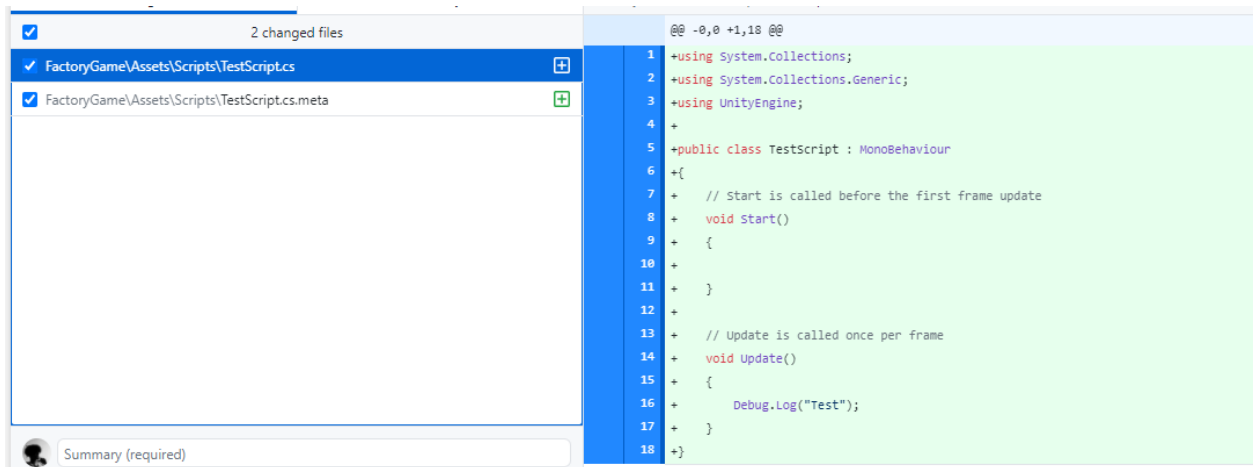 2 changed files
FactoryGame\Assets\Scripts\TestScript.cs
FactoryGame\Assets\Scripts\TestScript.cs.meta
Summary (required)
@@ -0,0 +1,18 @@
1 +using System.Collections;
2 +using System.Collections.Generic;
3 +using UnityEngine;
4 +
5 +public class TestScript : MonoBehaviour
6 +{
7 +    // Start is called before the first frame update
8 +    void Start()
9 +    {
10 +
11 +    }
12 +
13 +    // Update is called once per frame
14 +    void Update()
15 +    {
16 +        Debug.Log("Test");
17 +    }
18 +}